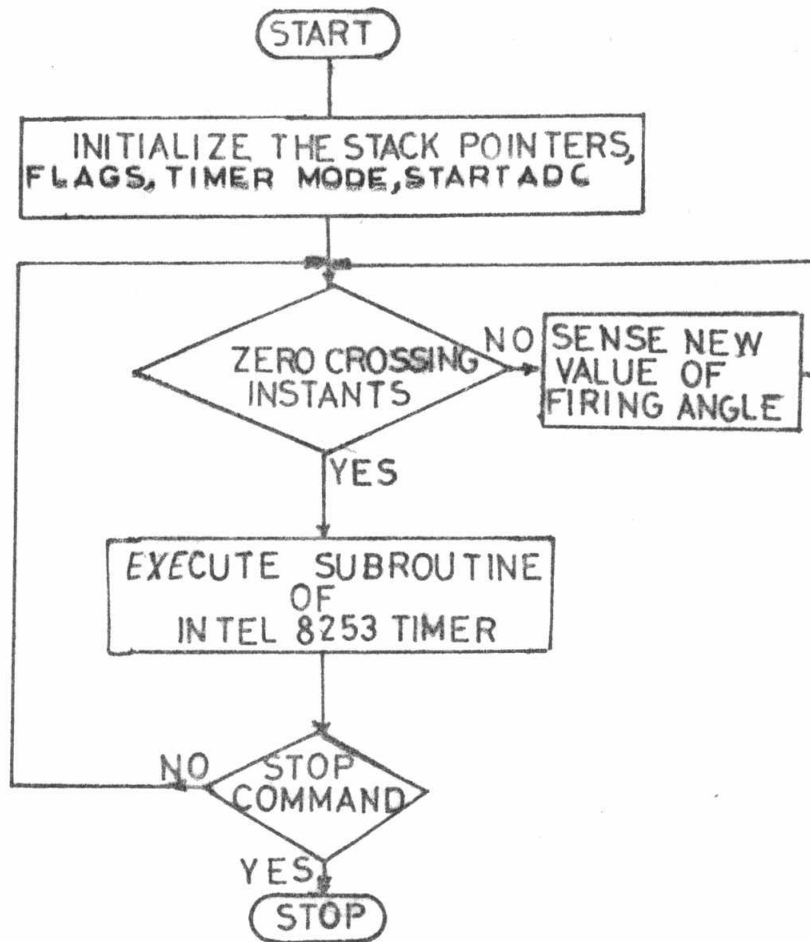 START
INITIALIZE THE STACK POINTERS,
FLAGS, TIMER MODE, START ADC
ZERO CROSSING
INSTANTS
NO
SENSE NEW
VALUE OF
FIRING ANGLE
YES
EXECUTE SUBROUTINE
OF
INTEL 8253 TIMER
NO
STOP
COMMAND
YES
STOP